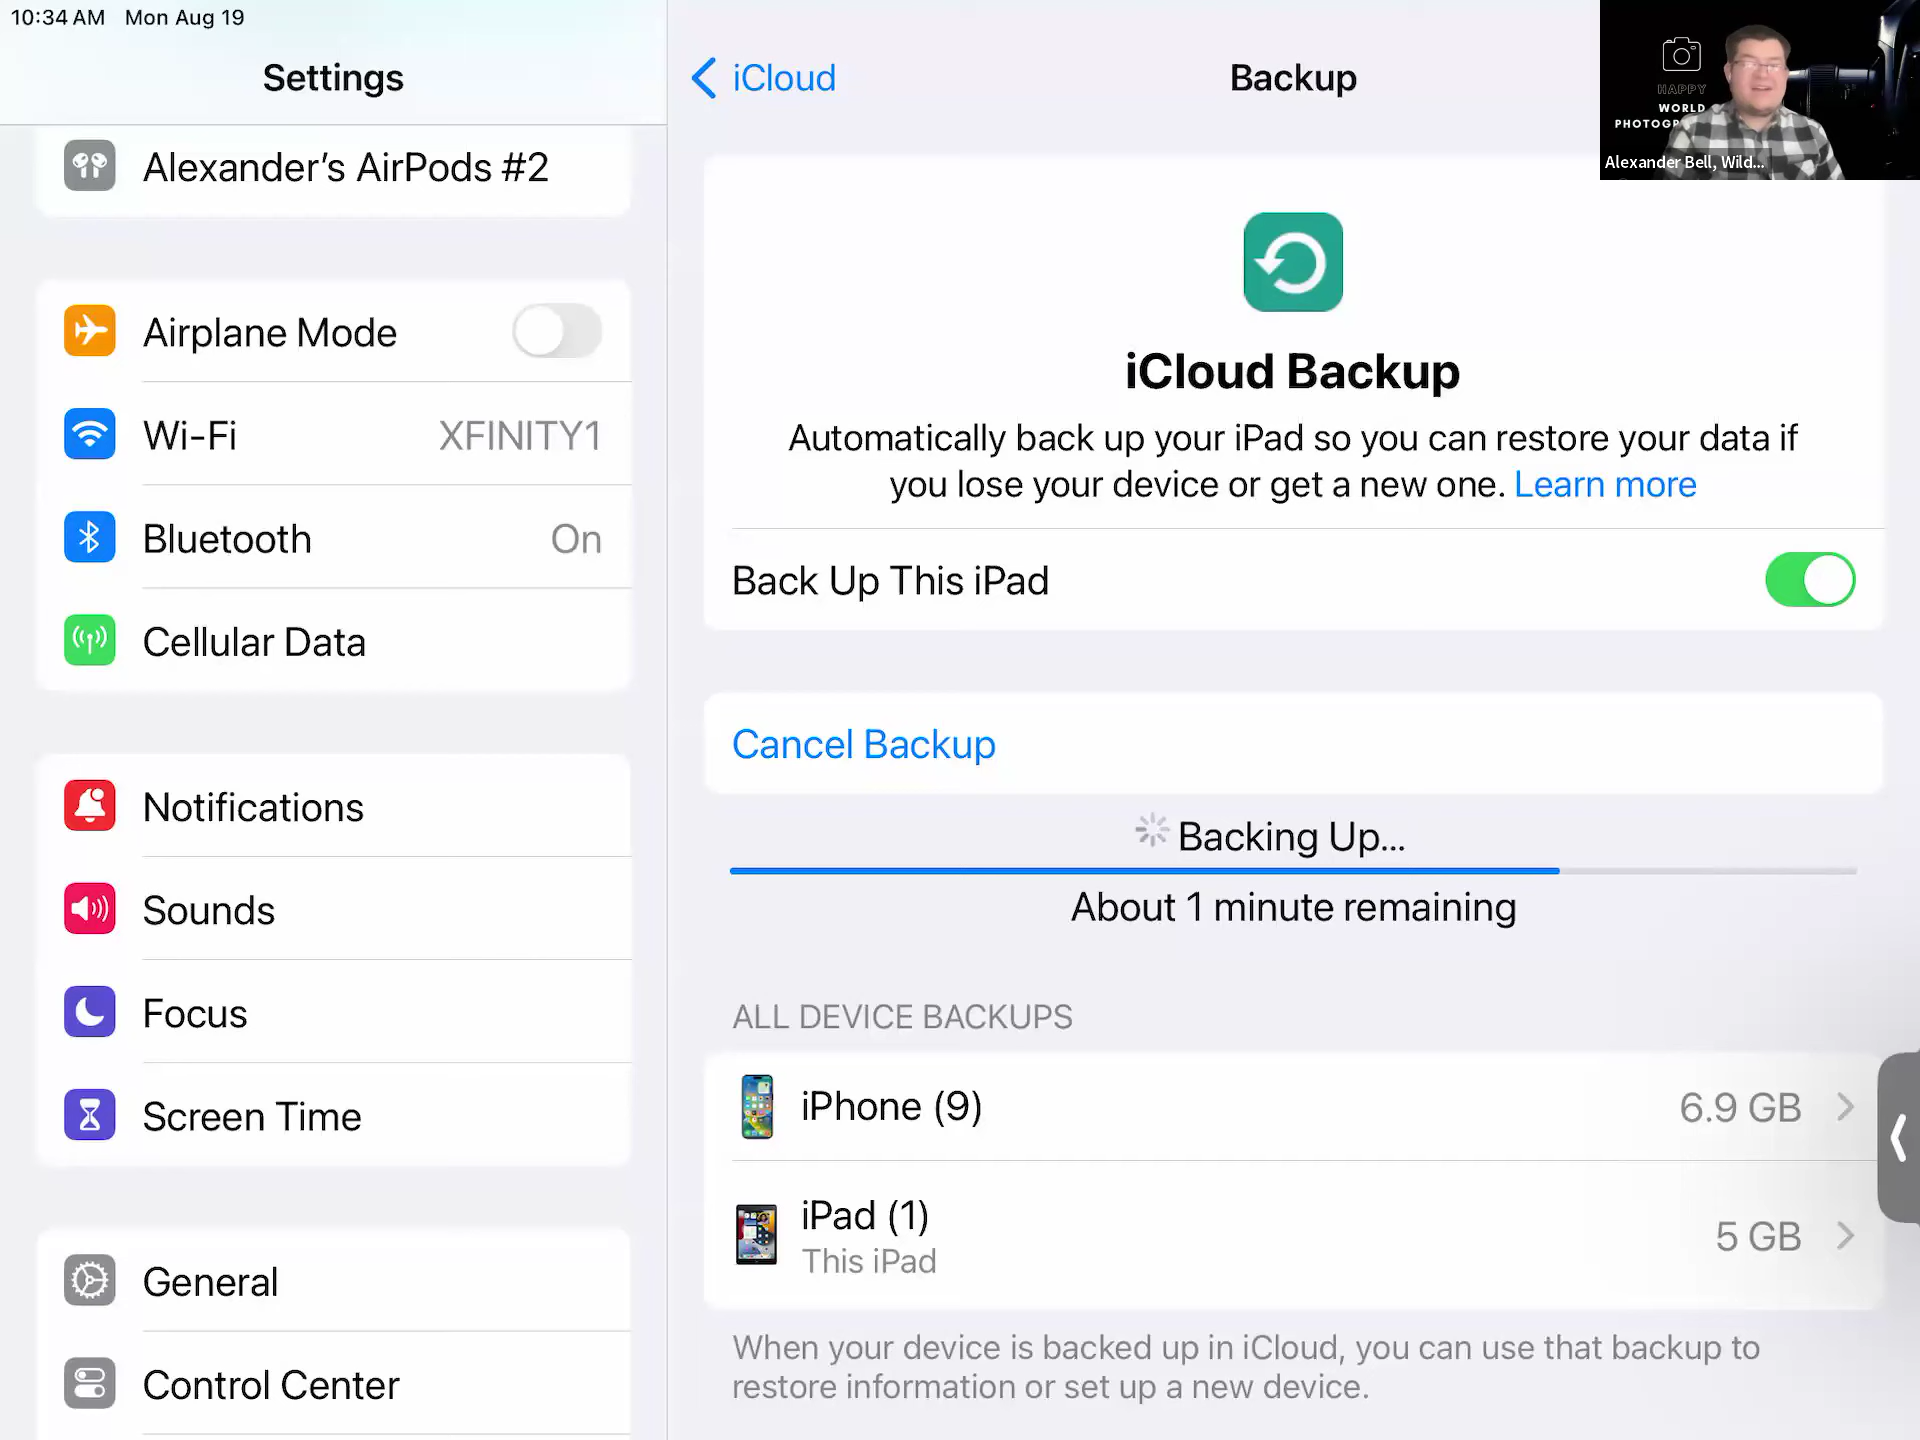 10:34 AM Mon Aug 19
Settings
Alexander’s AirPods #2
Airplane Mode
Wi-Fi XFINITY1
Bluetooth On
Cellular Data
Notifications
Sounds
Focus
Screen Time
General
Control Center
iCloud
Backup
HAPPY
WORLD
PHOTOGR
Alexander Bell, Wild...
iCloud Backup
Automatically back up your iPad so you can restore your data if
you lose your device or get a new one. Learn more
Back Up This iPad
Cancel Backup
Backing Up...
About 1 minute remaining
ALL DEVICE BACKUPS
iPhone (9) 6.9 GB
iPad (1)
This iPad
5 GB
When your device is backed up in iCloud, you can use that backup to
restore information or set up a new device.